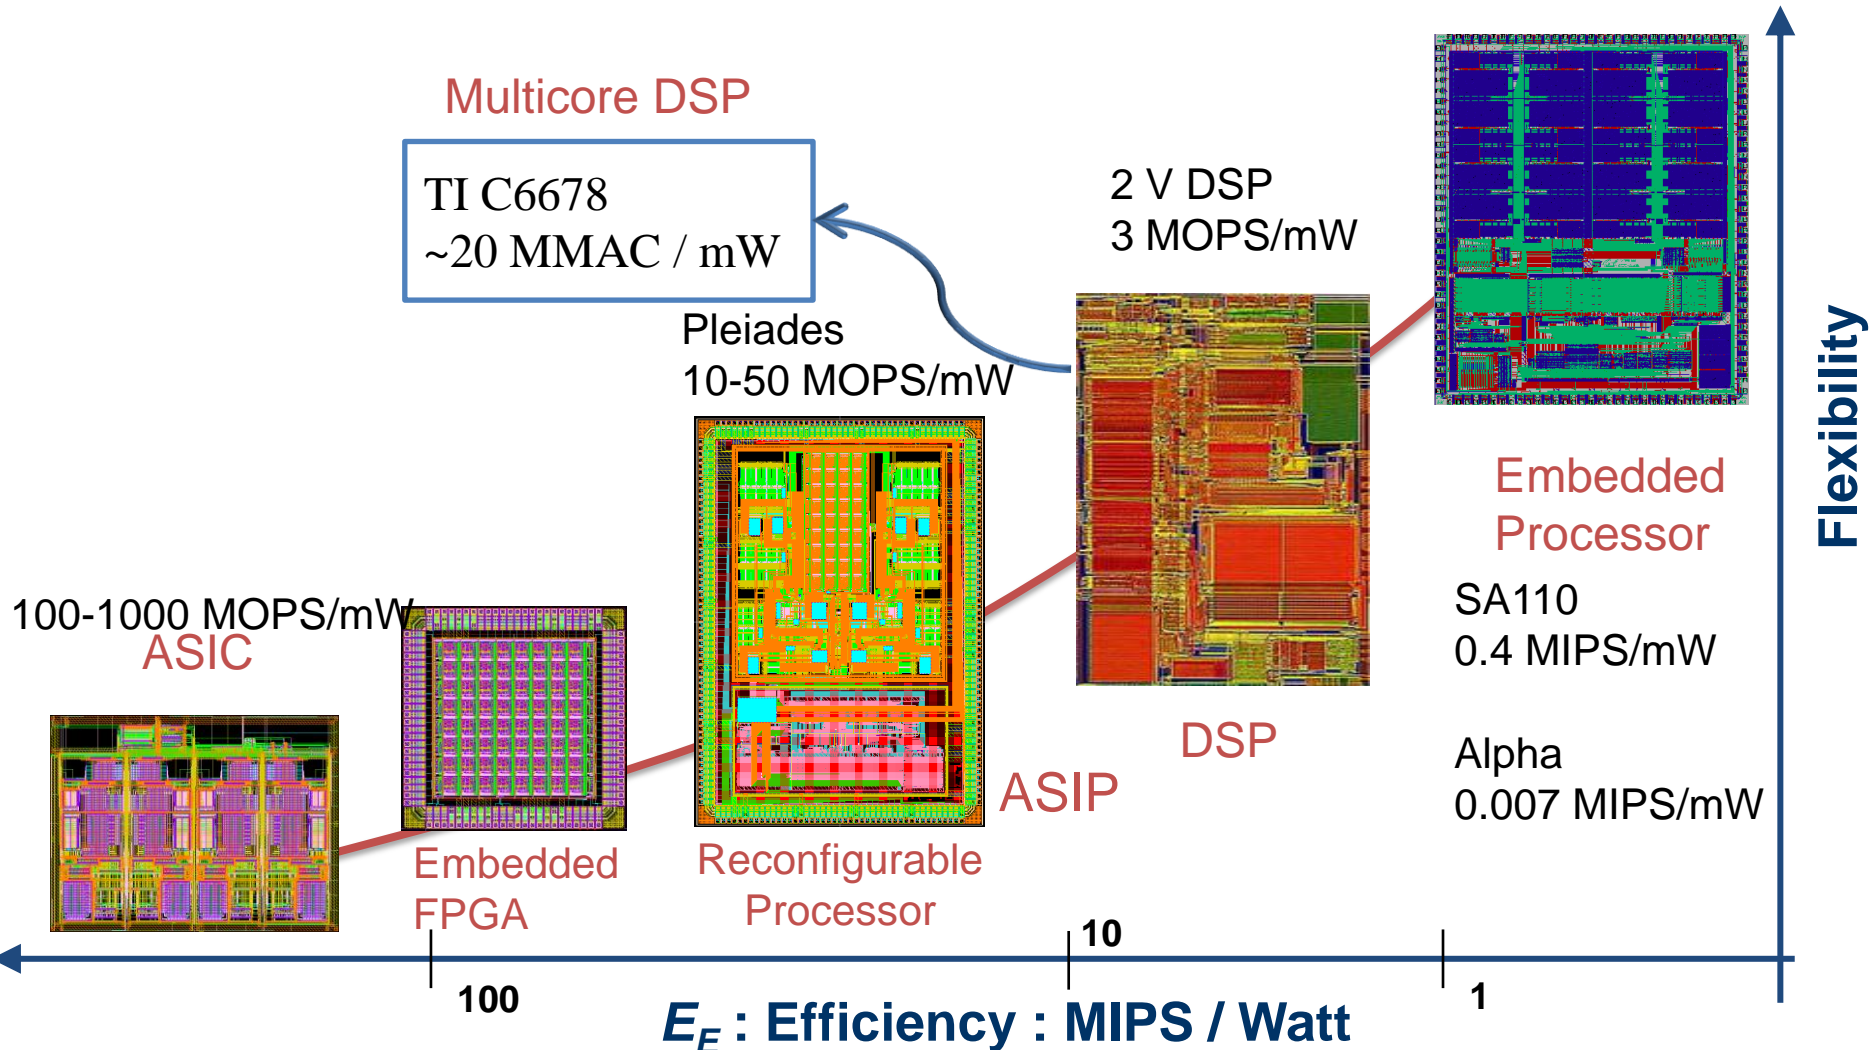 Multicore DSP
TI C6678
~20 MMAC / mW
2 V DSP
3 MOPS/mW
Pleiades
10-50 MOPS/mW
Flexibility
Embedded
Processor
SA110
0.4 MIPS/mW
Alpha
0.007 MIPS/mW
100-1000 MOPS/mW
ASIC
DSP
ASIP
Embedded
FPGA
Reconfigurable
Processor
10
100
1
E_E : Efficiency : MIPS / Watt